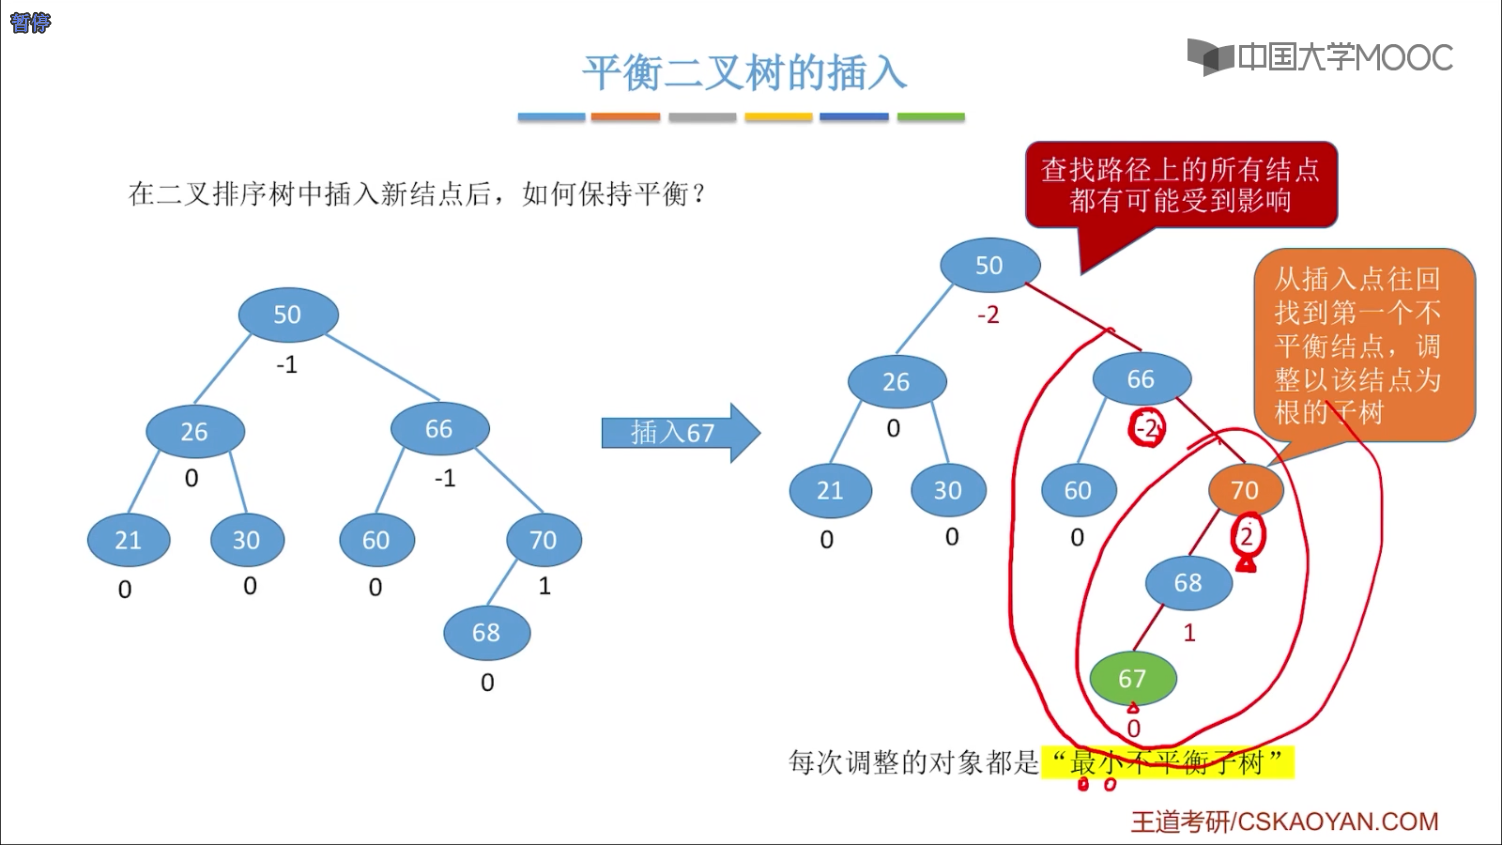 暂停
平衡二叉树的插入
中国大学MOOC
在二叉排序树中插入新结点后，如何保持平衡？
查找路径上的所有结点
都有可能受到影响
从插入点往回
找到第一个不
平衡结点，调
整以该结点为
根的子树
50
-1
26
0
66
-1
21
0
30
0
60
0
70
1
68
0
插入67
50
-2
26
0
66
-2
21
0
30
0
60
0
70
2
68
1
67
0
每次调整的对象都是“最小不平衡子树”
王道考研/CSKAOYAN.COM